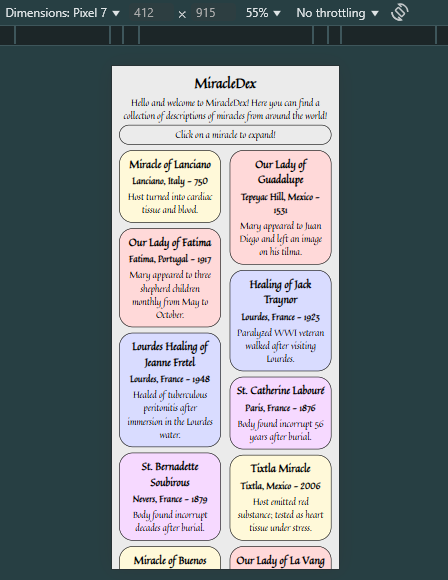 Dimensions: Pixel 7 ▼ 412 × 915 55% ▼ No throttling ▼
MiracleDex
Hello and welcome to MiracleDex! Here you can find a
collection of descriptions of miracles from around the world!
Click on a miracle to expand!
Miracle of Lanciano
Lanciano, Italy ~ 750
Host turned into cardiac
tissue and blood.
Our Lady of Fatima
Fatima, Portugal ~ 1917
Mary appeared to three
shepherd children
monthly from May to
October.
Lourdes Healing of
Jeanne Fretel
Lourdes, France ~ 1948
Healed of tuberculous
peritonitis after
immersion in the Lourdes
water.
St. Bernadette
Soubirous
Nevers, France ~ 1879
Body found incorrupt
decades after burial.
Miracle of Buenos
Our Lady of
Guadalupe
Tepeyac Hill, Mexico ~
1531
Mary appeared to Juan
Diego and left an image
on his tilma.
Healing of Jack
Traynor
Lourdes, France ~ 1923
Paralyzed WWI veteran
walked after visiting
Lourdes.
St. Catherine Labouré
Paris, France ~ 1876
Body found incorrupt 56
years after burial.
Tixtla Miracle
Tixtla, Mexico ~ 2006
Host emitted red
substance; tested as heart
tissue under stress.
Our Lady of La Vang